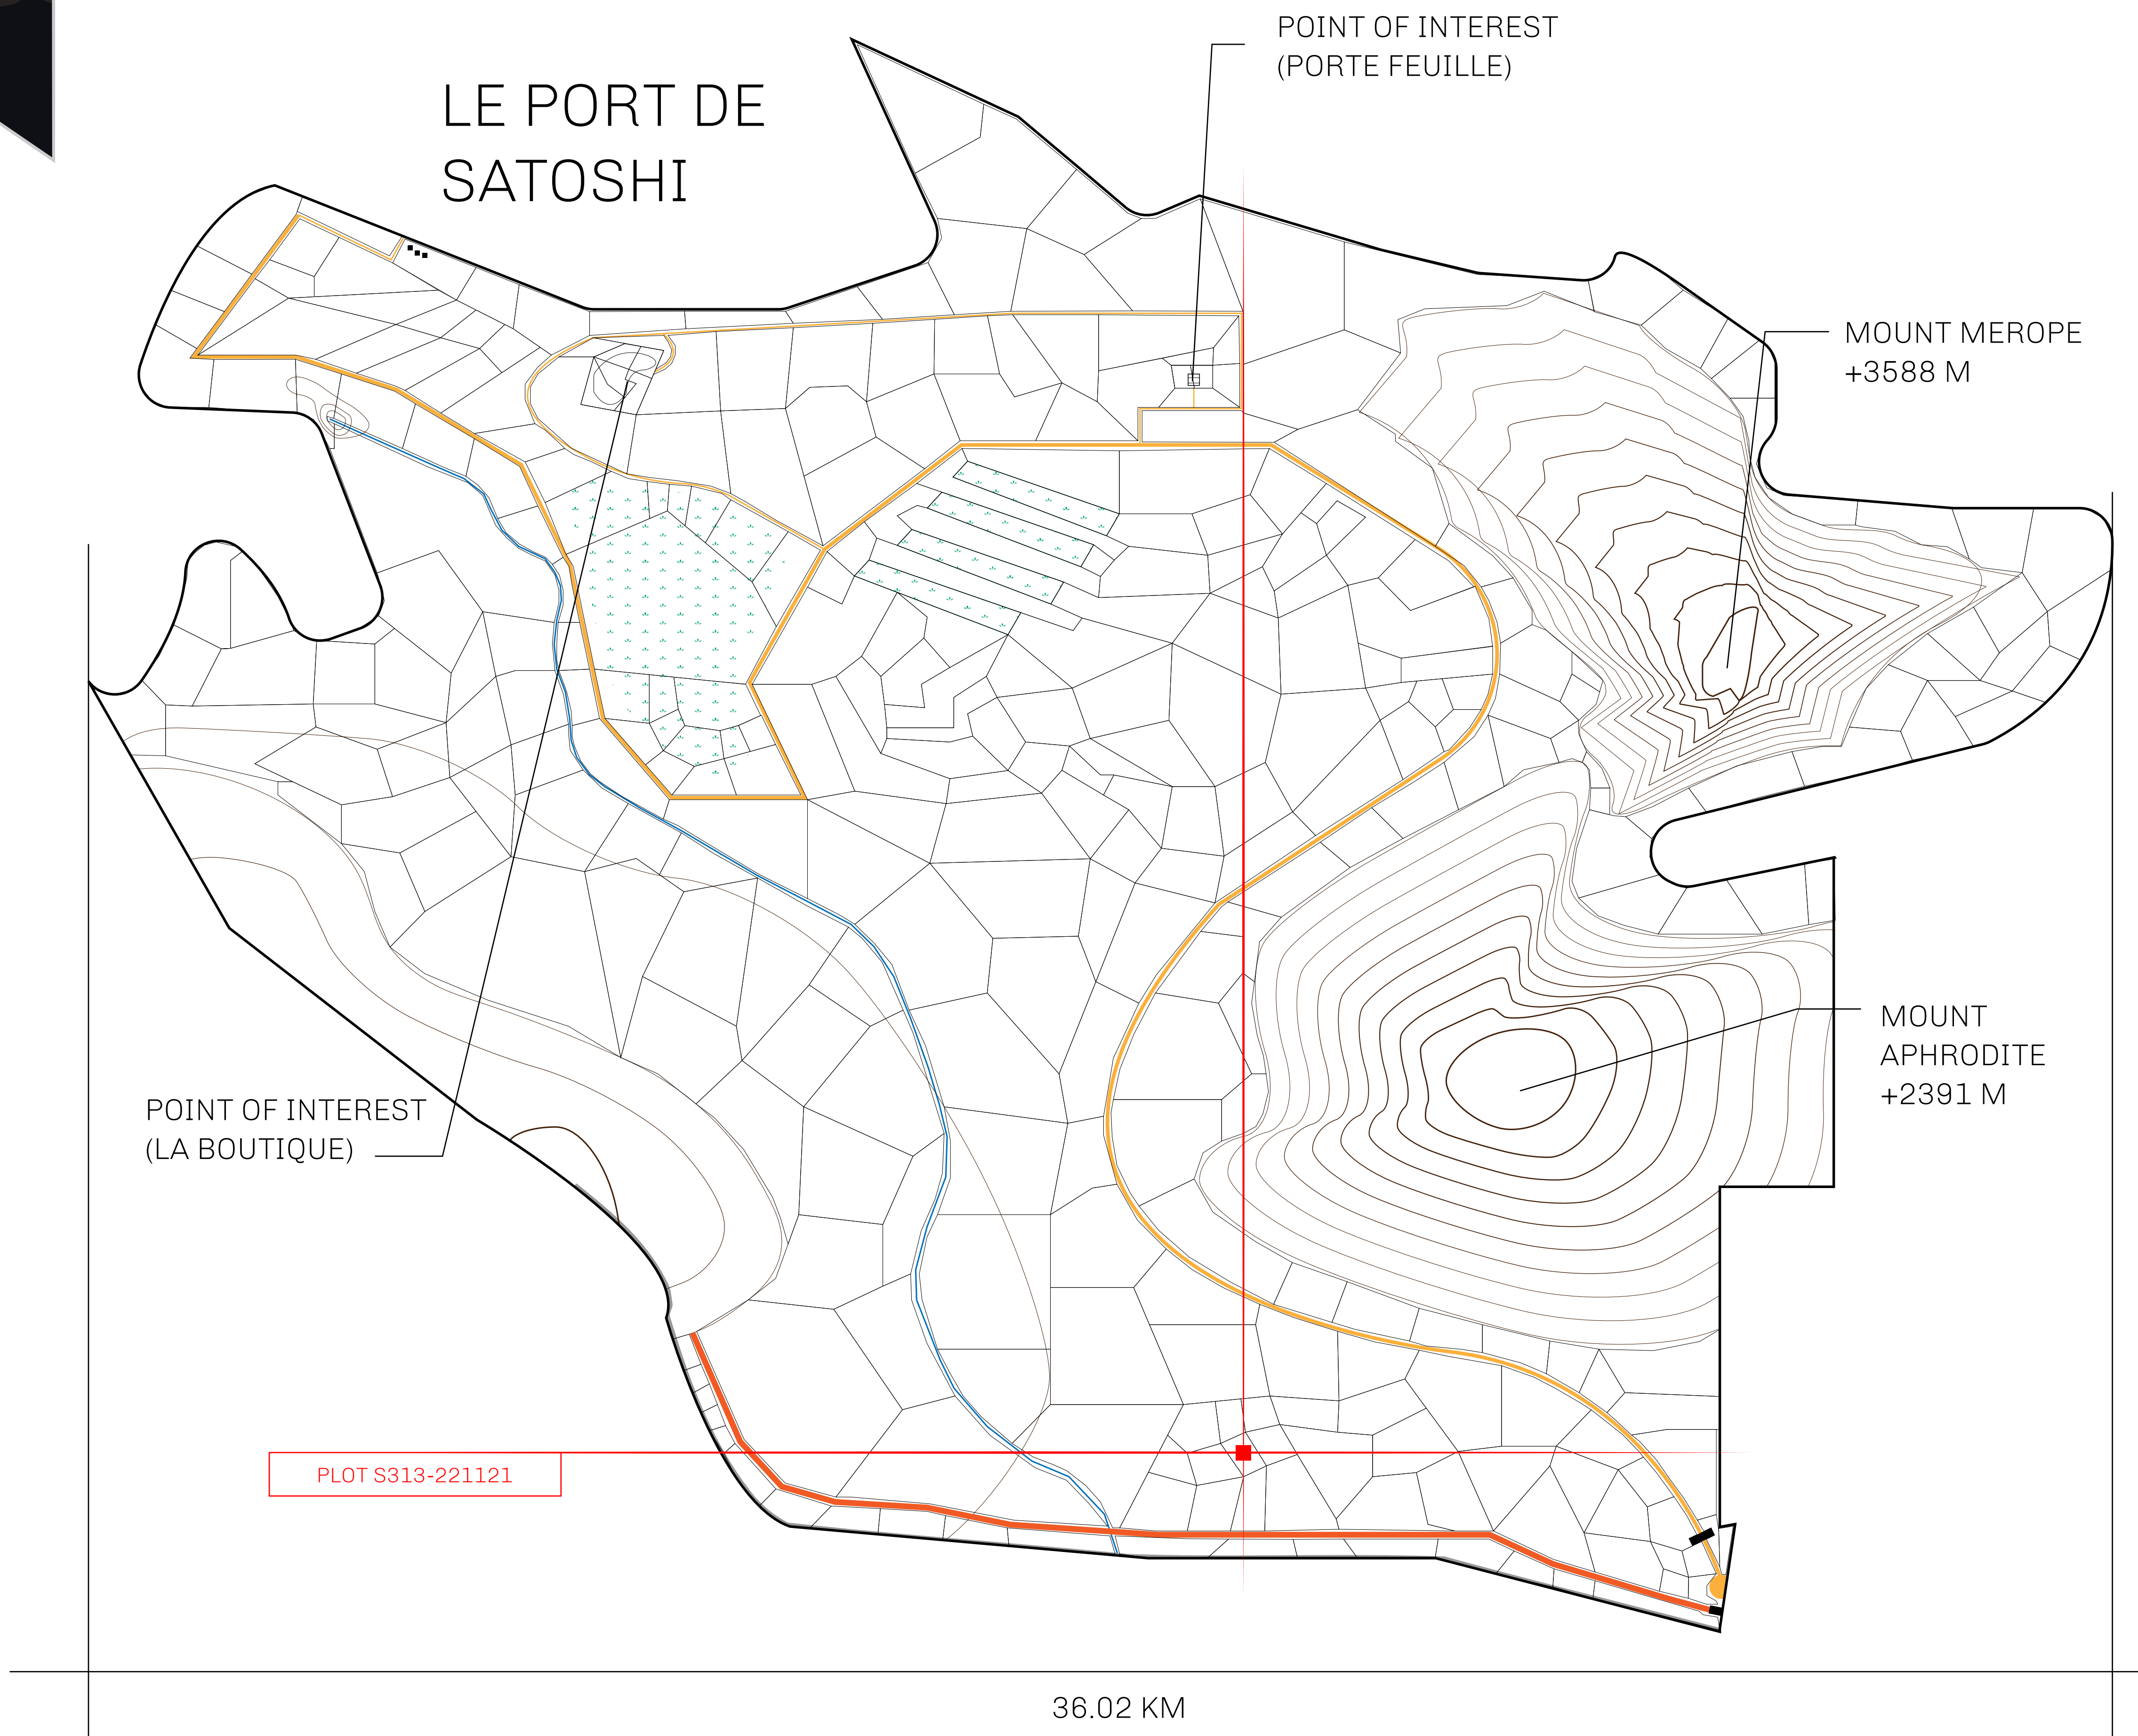 POINT OF INTEREST
(PORTE FEUILLE)
LE PORT DE
SATOSHI
MOUNT MEROPE
+3588 M
MOUNT
APHRODITE
+2391 M
POINT OF INTEREST
(LA BOUTIQUE)
PLOT S313-221121
36.02 KM